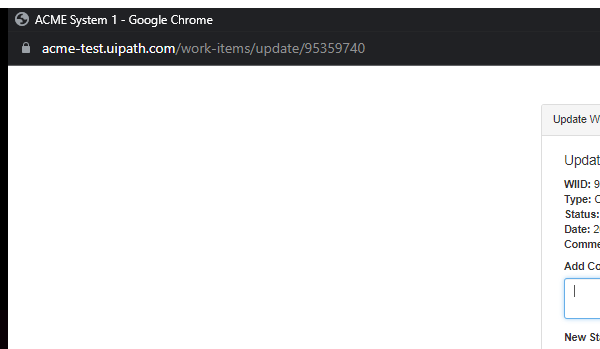 ACME System 1 - Google Chrome
acme-test.uipath.com/work-items/update/95359740
Update W
Updat
WIID: 9
Type: C
Status:
Date: 2
Comme
Add Co
New Sta